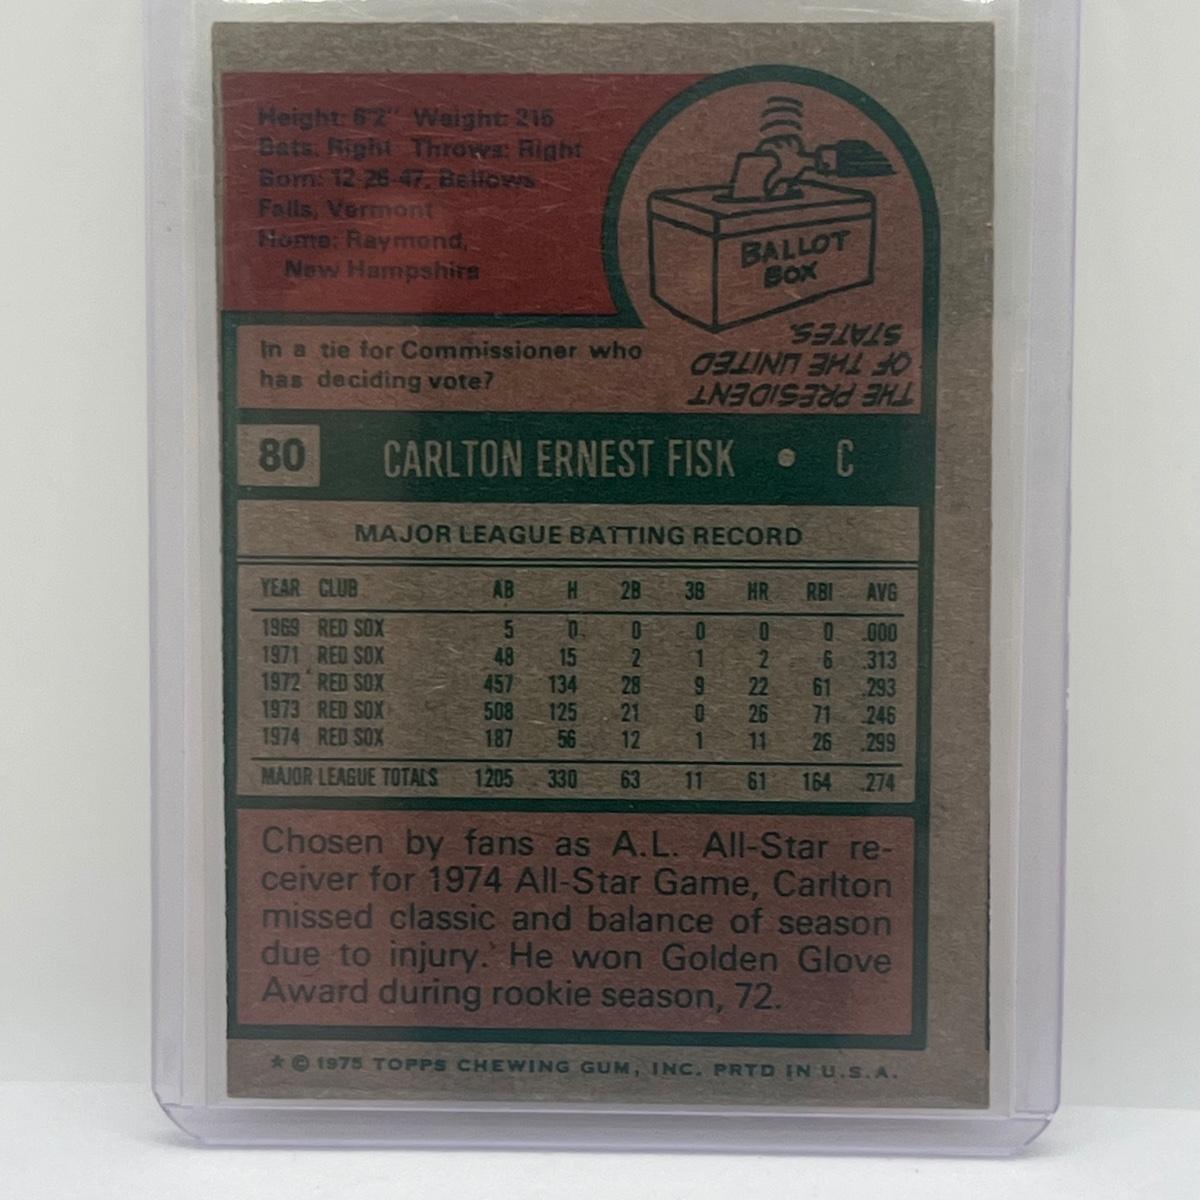 Height: 6'2" Weight: 215
Bats: Right Throws: Right
Born: 12-26-47, Bellows
Falls, Vermont
Home: Raymond,
New Hampshire
BALLOT
BOX
In a tie for Commissioner who
has deciding vote?
THE PRESIDENT
OF THE UNITED
STATES.
80 CARLTON ERNEST FISK • C
MAJOR LEAGUE BATTING RECORD
YEAR CLUB AB H 2B 3B HR RBI AVG
1969 RED SOX 5 0 0 0 0 0 .000
1971 RED SOX 48 15 2 1 2 6 .313
1972 RED SOX 457 134 28 9 22 61 .293
1973 RED SOX 508 125 21 0 26 71 .246
1974 RED SOX 187 56 12 1 11 26 .299
MAJOR LEAGUE TOTALS 1205 330 63 11 61 164 .274
Chosen by fans as A.L. All-Star re-
ceiver for 1974 All-Star Game, Carlton
missed classic and balance of season
due to injury. He won Golden Glove
Award during rookie season, 72.
* © 1975 TOPPS CHEWING GUM, INC. PRTD IN U.S.A.